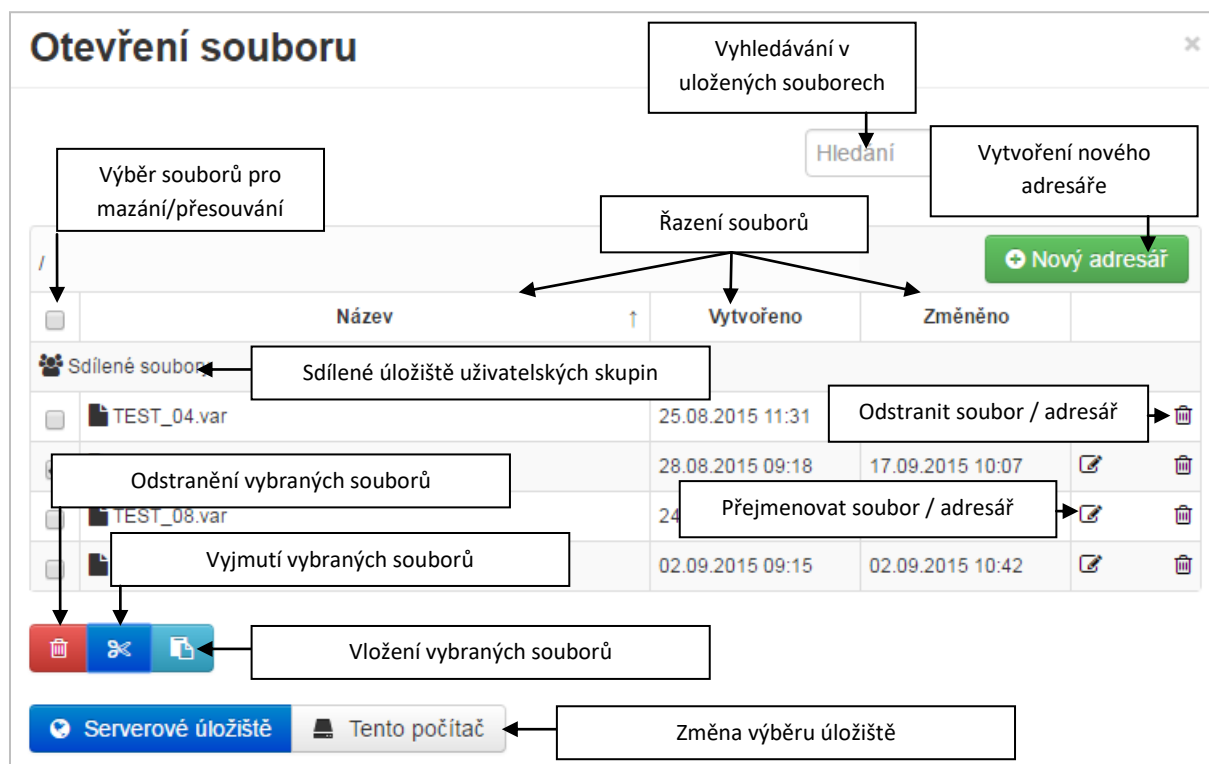 Otevření souboru
×
Vyhledávání v
uložených souborech
Hledání
Vytvoření nového
adresáře
Výběr souborů pro
mazání/přesouvání
Řazení souborů
/
Nový adresář
Název ↑ Vytvořeno Změněno
Sdílené soubory
Sdílené úložiště uživatelských skupin
TEST_04.var 25.08.2015 11:31
Odstranit soubor / adresář
28.08.2015 09:18 17.09.2015 10:07
Odstranění vybraných souborů
TEST_08.var 24
Přejmenovat soubor / adresář
Vyjmutí vybraných souborů
02.09.2015 09:15 02.09.2015 10:42
Vložení vybraných souborů
Serverové úložiště Tento počítač
Změna výběru úložiště